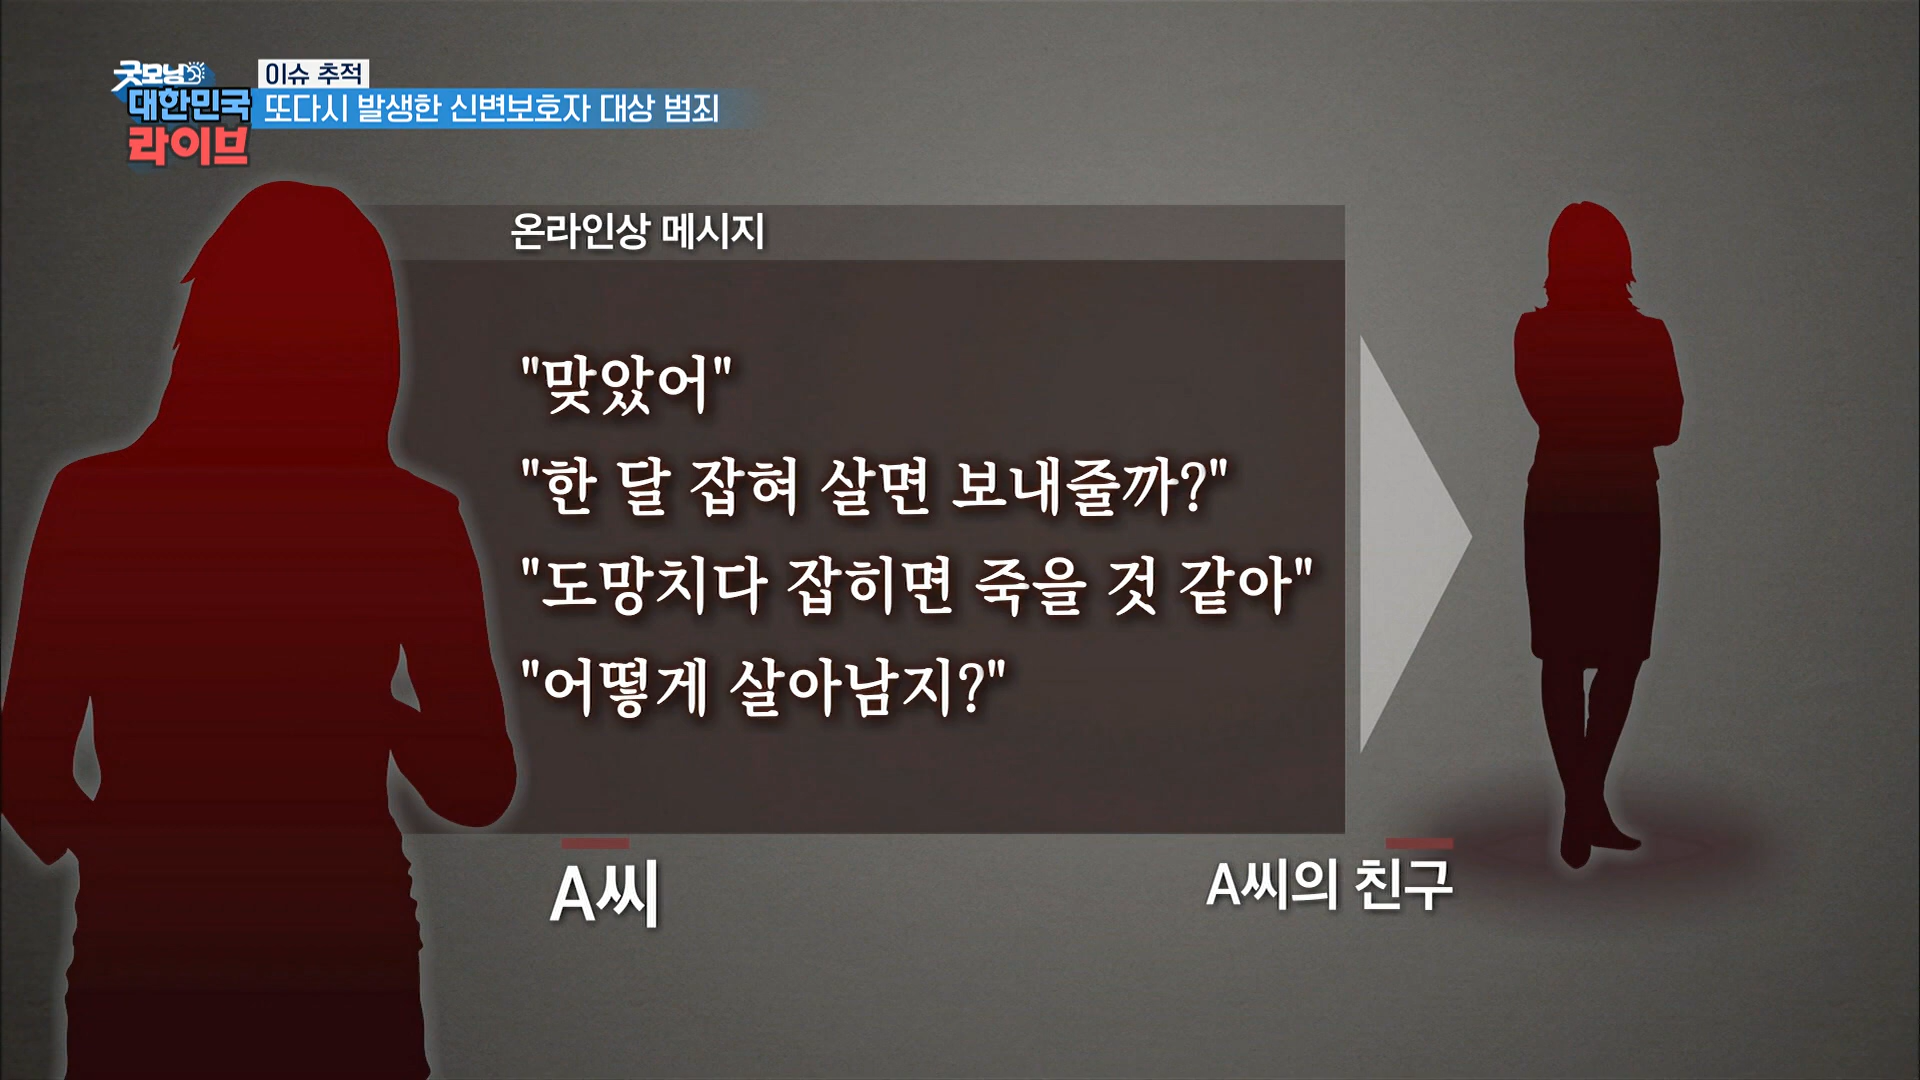 굿모닝
대한민국
라이브
이슈 추적
또다시 발생한 신변보호자 대상 범죄
온라인상 메시지
"맞았어"
"한 달 잡혀 살면 보내줄까?"
"도망치다 잡히면 죽을 것 같아"
"어떻게 살아남지?"
A씨
A씨의 친구